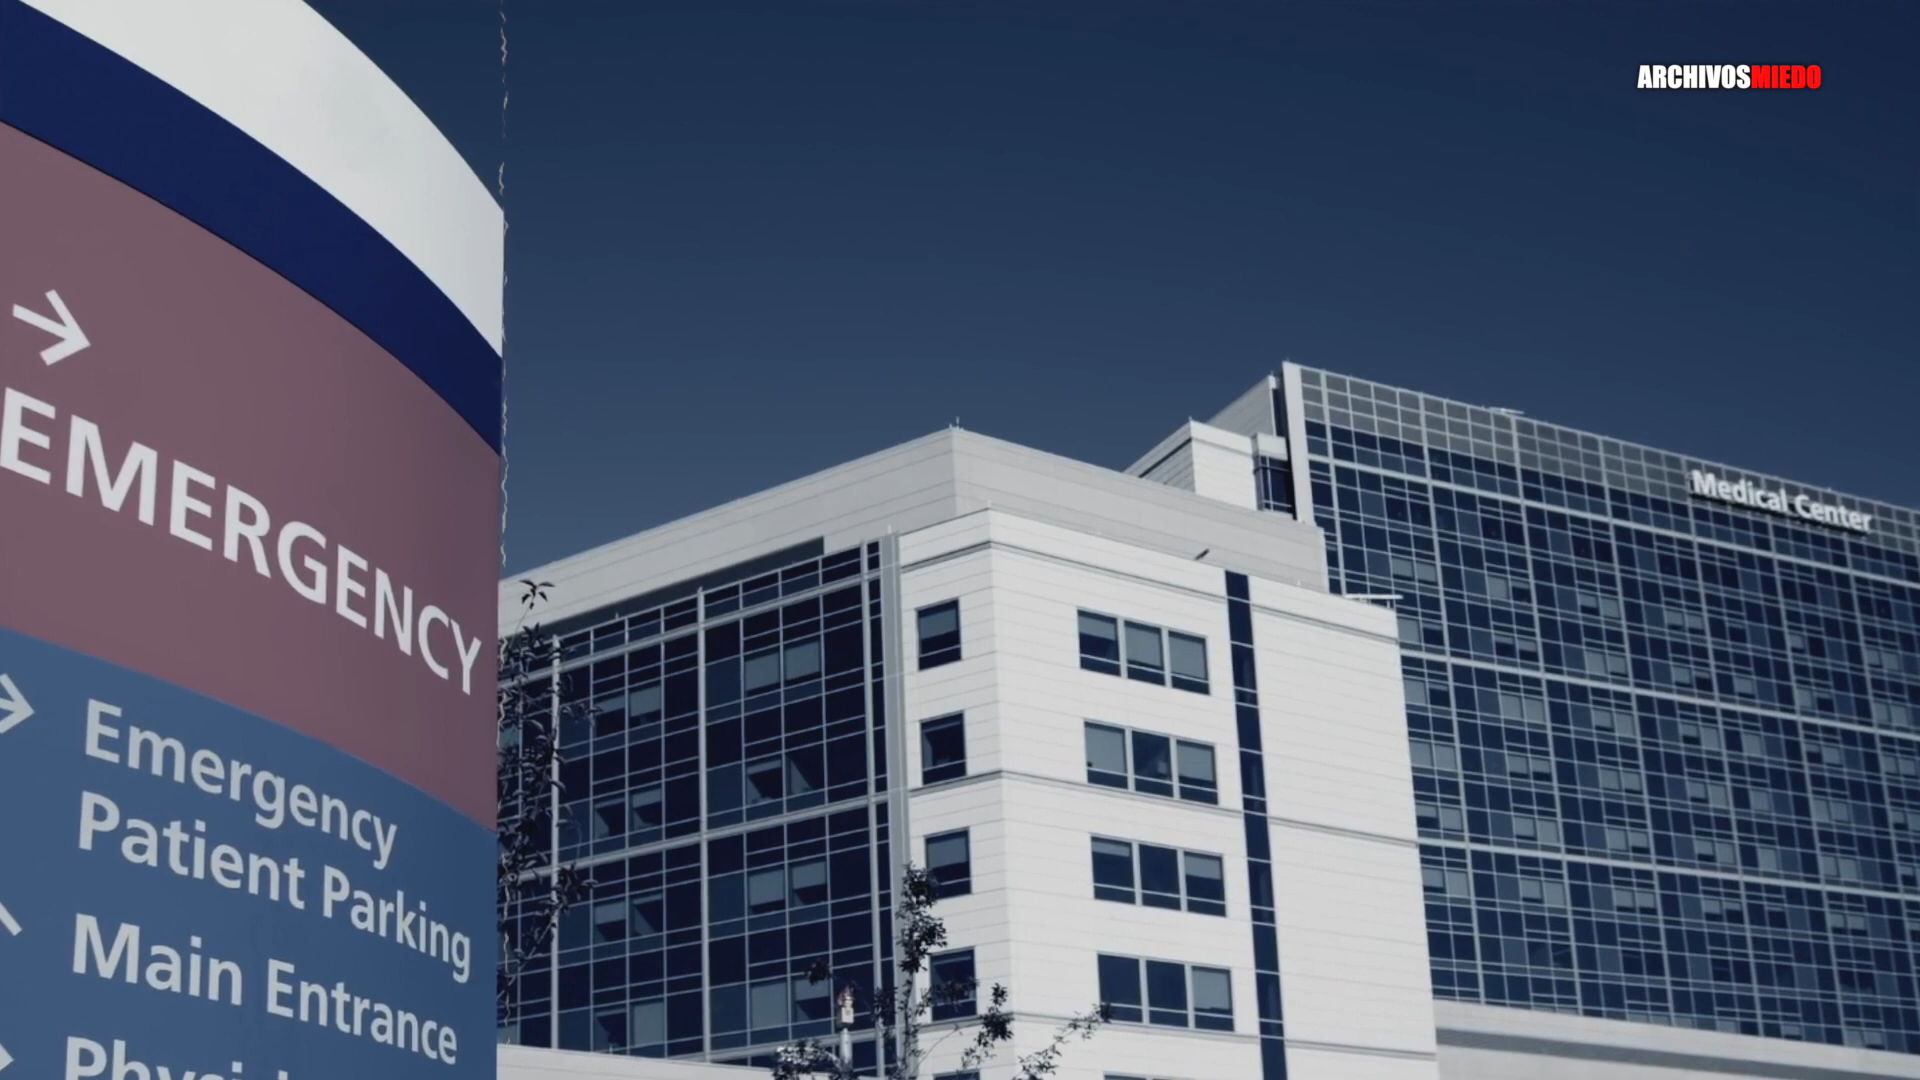 ARCHIVOSMIEDO
EMERGENCY
Emergency
Patient Parking
Main Entrance
Medical Center